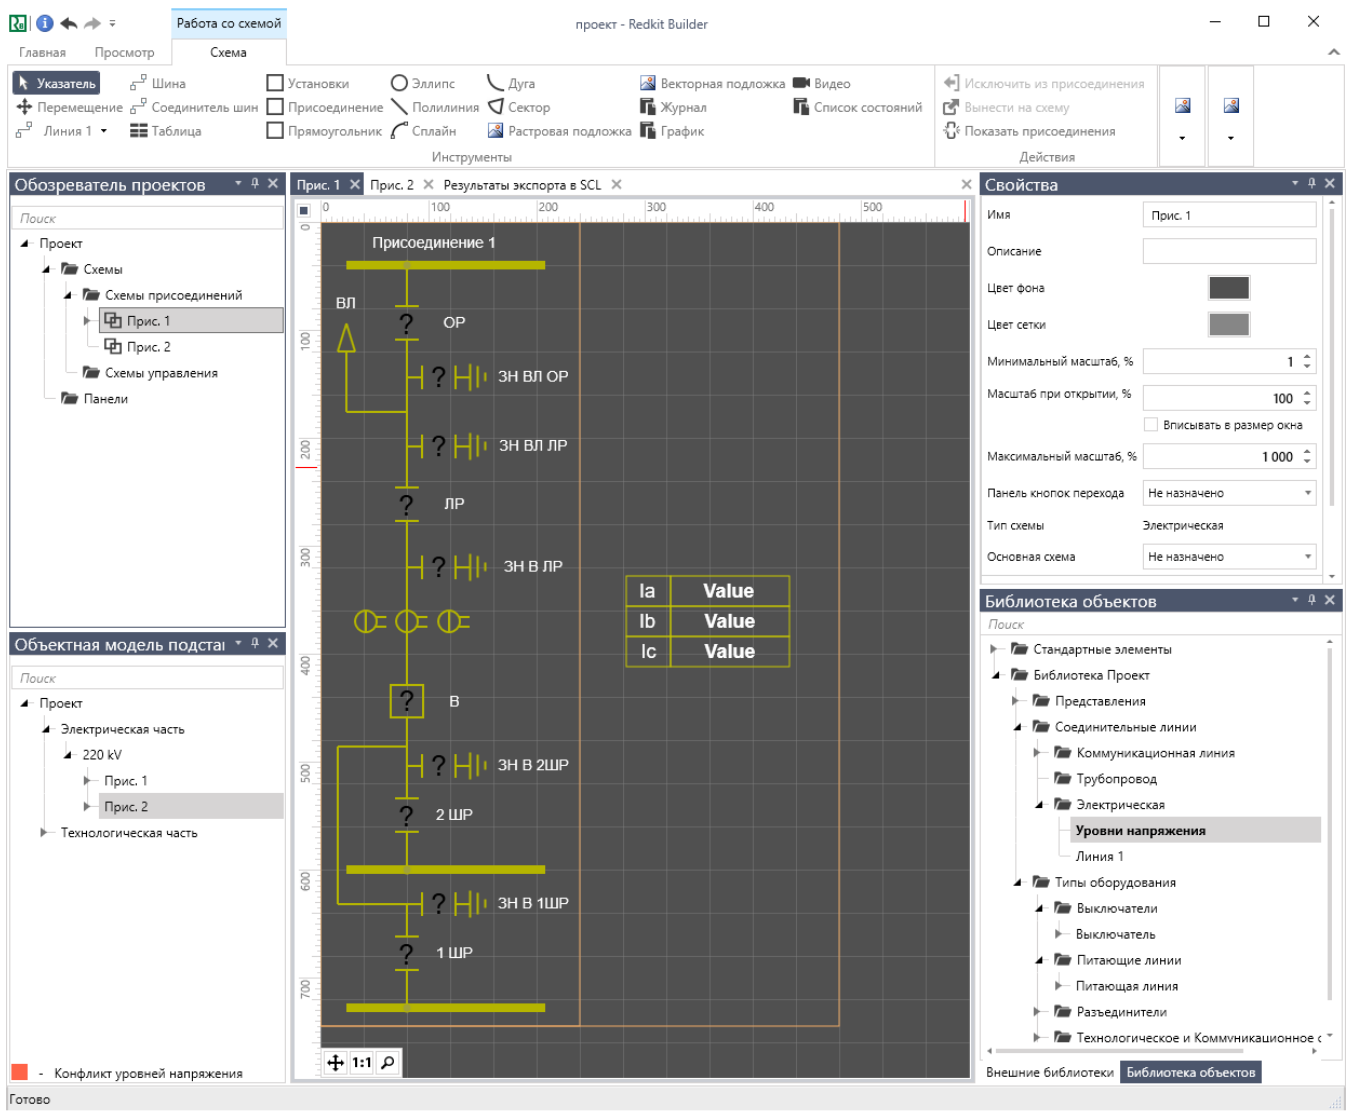 Работа со схемой
проект - Redkit Builder
Главная Просмотр Схема
Указатель Шина Установки Эллипс Дуга Векторная подложка Видео Исключить из присоединения
Перемещение Соединитель шин Присоединение Полилиния Сектор Журнал Список состояний Вынести на схему
Линия 1 Таблица Прямоугольник Сплайн Растровая подложка График Показать присоединения
Инструменты Действия
Обозреватель проектов
Поиск
Проект
Схемы
Схемы присоединений
Прис. 1
Прис. 2
Схемы управления
Панели
Объектная модель подстаı
Поиск
Проект
Электрическая часть
220 kV
Прис. 1
Прис. 2
Технологическая часть
- Конфликт уровней напряжения
Прис. 1 Прис. 2 Результаты экспорта в SCL
0 100 200 300 400 500
0
100
200
300
400
500
600
700
Присоединение 1
ВЛ
? ОР
? ЗН ВЛ ОР
? ЗН ВЛ ЛР
? ЛР
? ЗН В ЛР
Ia Value
Ib Value
Ic Value
? В
? ЗН В 2ШР
? 2 ШР
? ЗН В 1ШР
? 1 ШР
1:1
Свойства
Имя Прис. 1
Описание
Цвет фона
Цвет сетки
Минимальный масштаб, % 1
Масштаб при открытии, % 100
Вписывать в размер окна
Максимальный масштаб, % 1 000
Панель кнопок перехода Не назначено
Тип схемы Электрическая
Основная схема Не назначено
Библиотека объектов
Поиск
Стандартные элементы
Библиотека Проект
Представления
Соединительные линии
Коммуникационная линия
Трубопровод
Электрическая
Уровни напряжения
Линия 1
Типы оборудования
Выключатели
Выключатель
Питающие линии
Питающая линия
Разъединители
Технологическое и Коммуникационное с
Внешние библиотеки Библиотека объектов
Готово